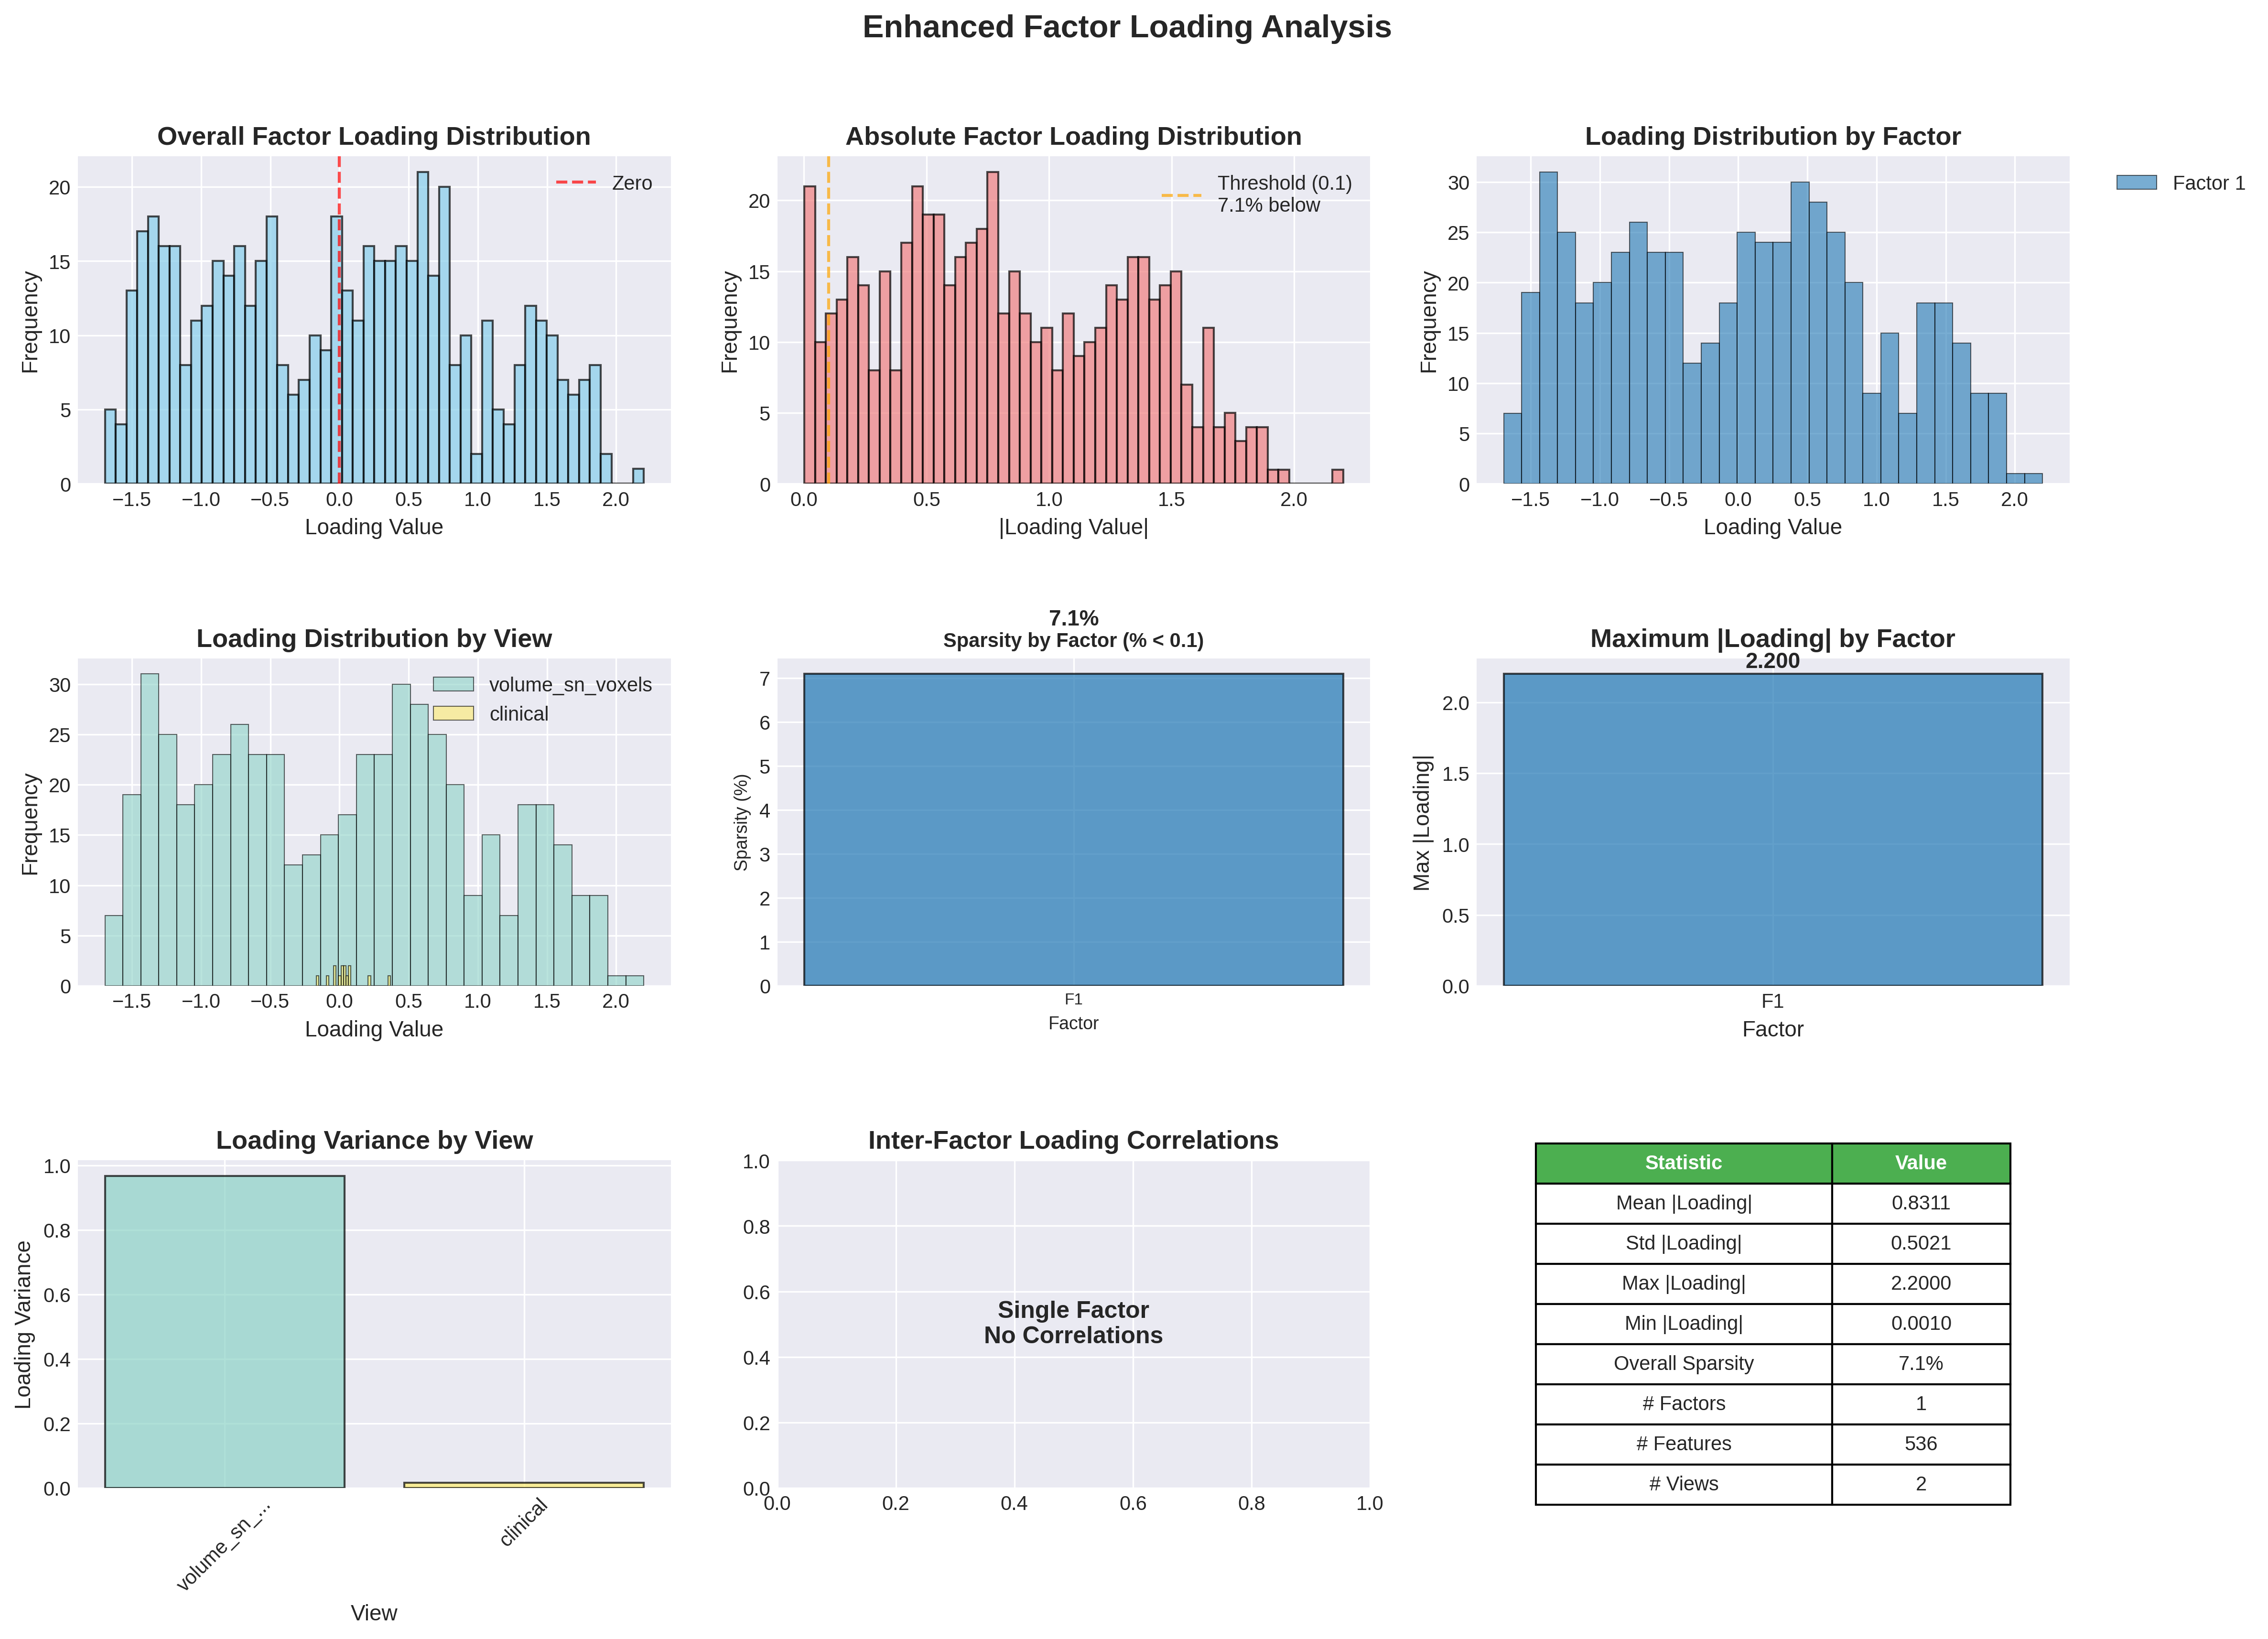 Enhanced Factor Loading Analysis
Overall Factor Loading Distribution
Zero
Frequency
20
15
10
5
0
−1.5 −1.0 −0.5 0.0 0.5 1.0 1.5 2.0
Loading Value
Absolute Factor Loading Distribution
Threshold (0.1)
7.1% below
Frequency
20
15
10
5
0
0.0 0.5 1.0 1.5 2.0
|Loading Value|
Loading Distribution by Factor
Factor 1
Frequency
30
25
20
15
10
5
0
−1.5 −1.0 −0.5 0.0 0.5 1.0 1.5 2.0
Loading Value
Loading Distribution by View
volume_sn_voxels
clinical
Frequency
30
25
20
15
10
5
0
−1.5 −1.0 −0.5 0.0 0.5 1.0 1.5 2.0
Loading Value
7.1%
Sparsity by Factor (% < 0.1)
Sparsity (%)
7
6
5
4
3
2
1
0
F1
Factor
Maximum |Loading| by Factor
2.200
Max |Loading|
2.0
1.5
1.0
0.5
0.0
F1
Factor
Loading Variance by View
Loading Variance
1.0
0.8
0.6
0.4
0.2
0.0
volume_sn_...
clinical
View
Inter-Factor Loading Correlations
1.0
0.8
0.6
0.4
0.2
0.0
Single Factor
No Correlations
0.0 0.2 0.4 0.6 0.8 1.0
Statistic Value
Mean |Loading| 0.8311
Std |Loading| 0.5021
Max |Loading| 2.2000
Min |Loading| 0.0010
Overall Sparsity 7.1%
# Factors 1
# Features 536
# Views 2